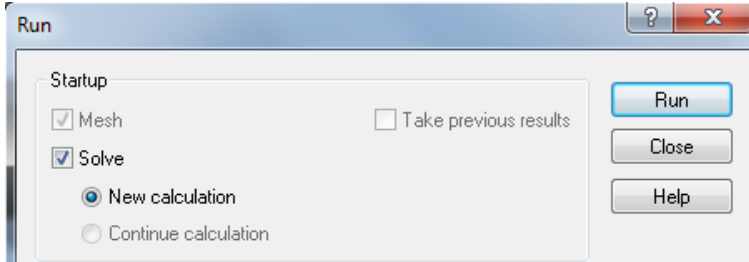 Run
?
X
Startup
Mesh
Take previous results
Solve
New calculation
Continue calculation
Run
Close
Help